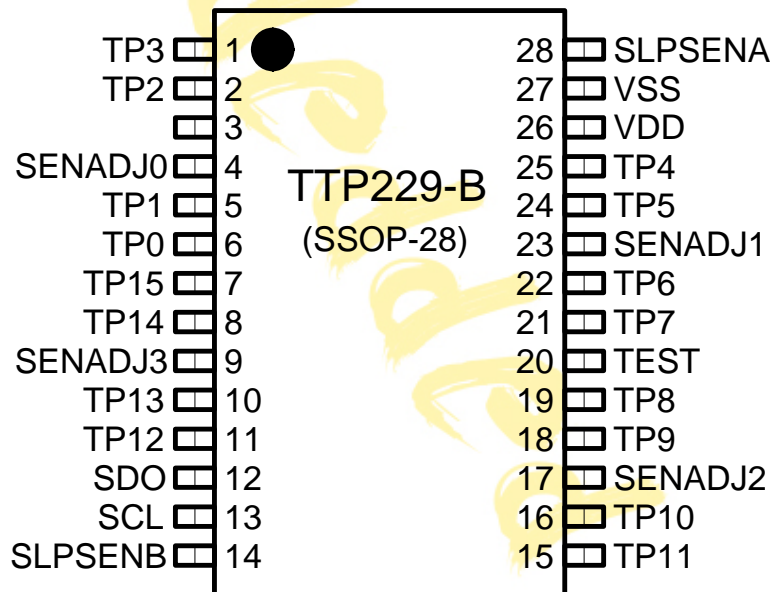 TP3 1 28 SLPSENA
TP2 2 27 VSS
3 26 VDD
SENADJ0 4 25 TP4
TTP229-B
TP1 5 24 TP5
TP0 6 (SSOP-28) 23 SENADJ1
TP15 7 22 TP6
TP14 8 21 TP7
SENADJ3 9 20 TEST
TP13 10 19 TP8
TP12 11 18 TP9
SDO 12 17 SENADJ2
SCL 13 16 TP10
SLPSENB 14 15 TP11